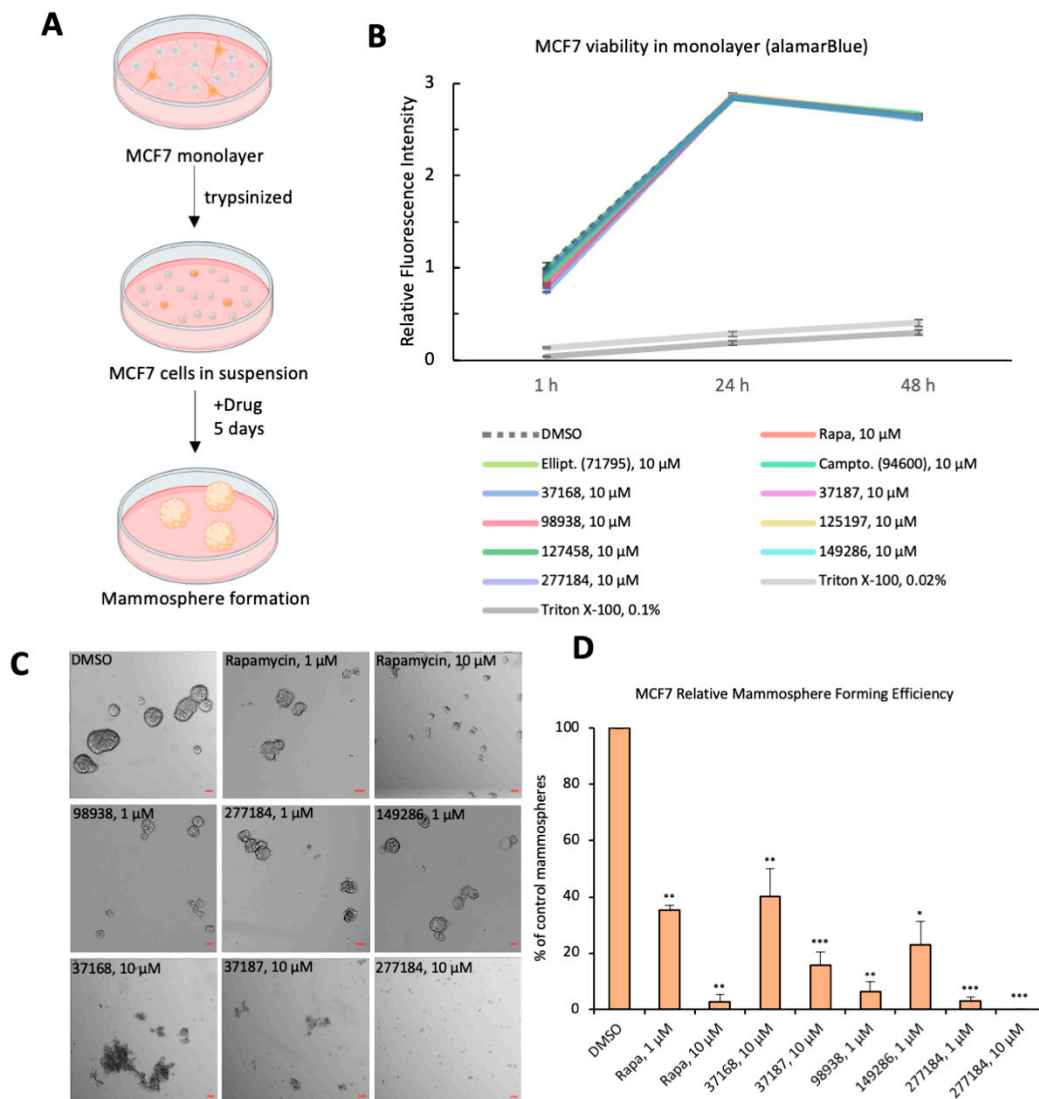 A
MCF7 monolayer
trypsinized
MCF7 cells in suspension
+Drug
5 days
Mammosphere formation
B
MCF7 viability in monolayer (alamarBlue)
Relative Fluorescence Intensity
3
2
1
0
1 h
24 h
48 h
DMSO
Rapa, 10 µM
Ellipt. (71795), 10 µM
Campto. (94600), 10 µM
37168, 10 µM
37187, 10 µM
98938, 10 µM
125197, 10 µM
127458, 10 µM
149286, 10 µM
277184, 10 µM
Triton X-100, 0.02%
Triton X-100, 0.1%
C
DMSO
Rapamycin, 1 µM
Rapamycin, 10 µM
98938, 1 µM
277184, 1 µM
149286, 1 µM
37168, 10 µM
37187, 10 µM
277184, 10 µM
D
MCF7 Relative Mammosphere Forming Efficiency
% of control mammospheres
100
80
60
40
20
0
**
**
**
***
**
*
***
***
DMSO
Rapa, 1 µM
Rapa, 10 µM
37168, 10 µM
37187, 10 µM
98938, 1 µM
149286, 1 µM
277184, 1 µM
277184, 10 µM